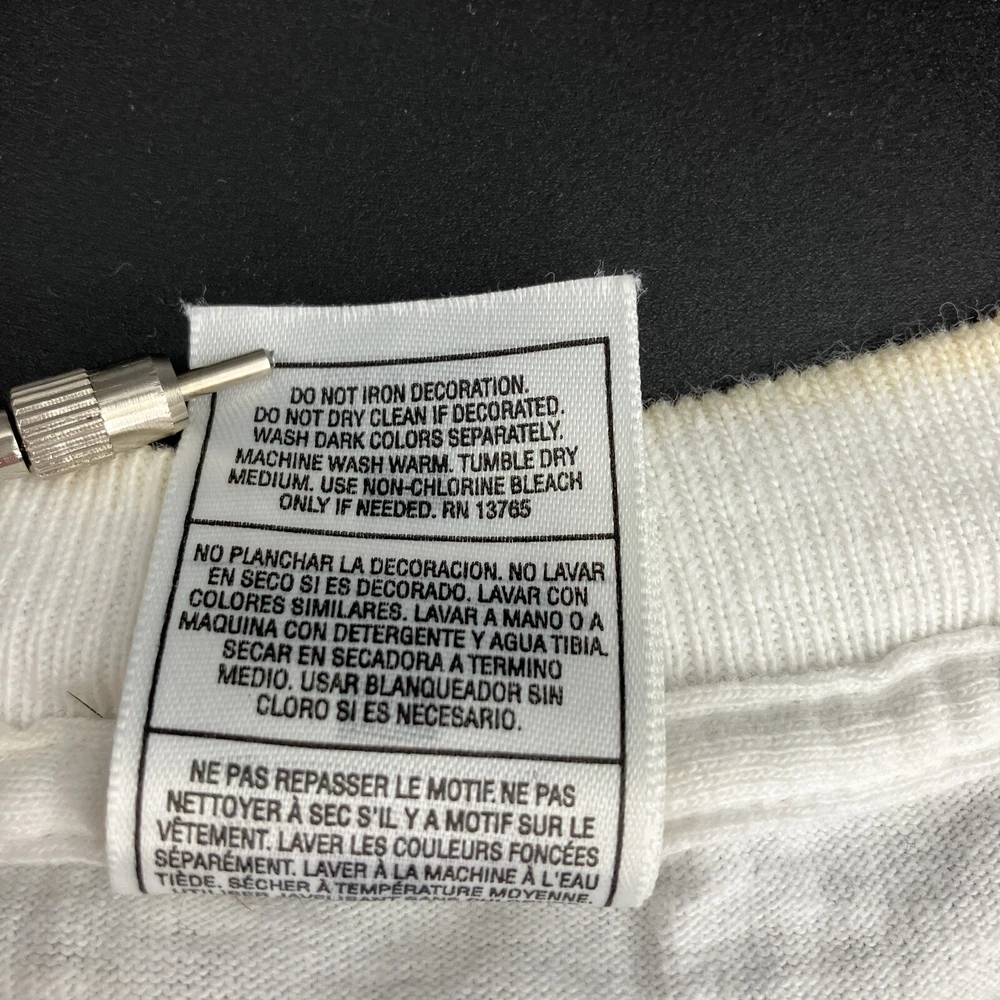 DO NOT IRON DECORATION.
DO NOT DRY CLEAN IF DECORATED.
WASH DARK COLORS SEPARATELY.
MACHINE WASH WARM. TUMBLE DRY
MEDIUM. USE NON-CHLORINE BLEACH
ONLY IF NEEDED. RN 13765
NO PLANCHAR LA DECORACION. NO LAVAR
EN SECO SI ES DECORADO. LAVAR CON
COLORES SIMILARES. LAVAR A MANO O A
MAQUINA CON DETERGENTE Y AGUA TIBIA.
SECAR EN SECADORA A TERMINO
MEDIO. USAR BLANQUEADOR SIN
CLORO SI ES NECESARIO.
NE PAS REPASSER LE MOTIF. NE PAS
NETTOYER À SEC S'IL Y A MOTIF SUR LE
VÊTEMENT. LAVER LES COULEURS FONCÉES
SÉPARÉMENT. LAVER À LA MACHINE À L'EAU
TIÈDE. SÉCHER À TEMPÉRATURE MOYENNE.